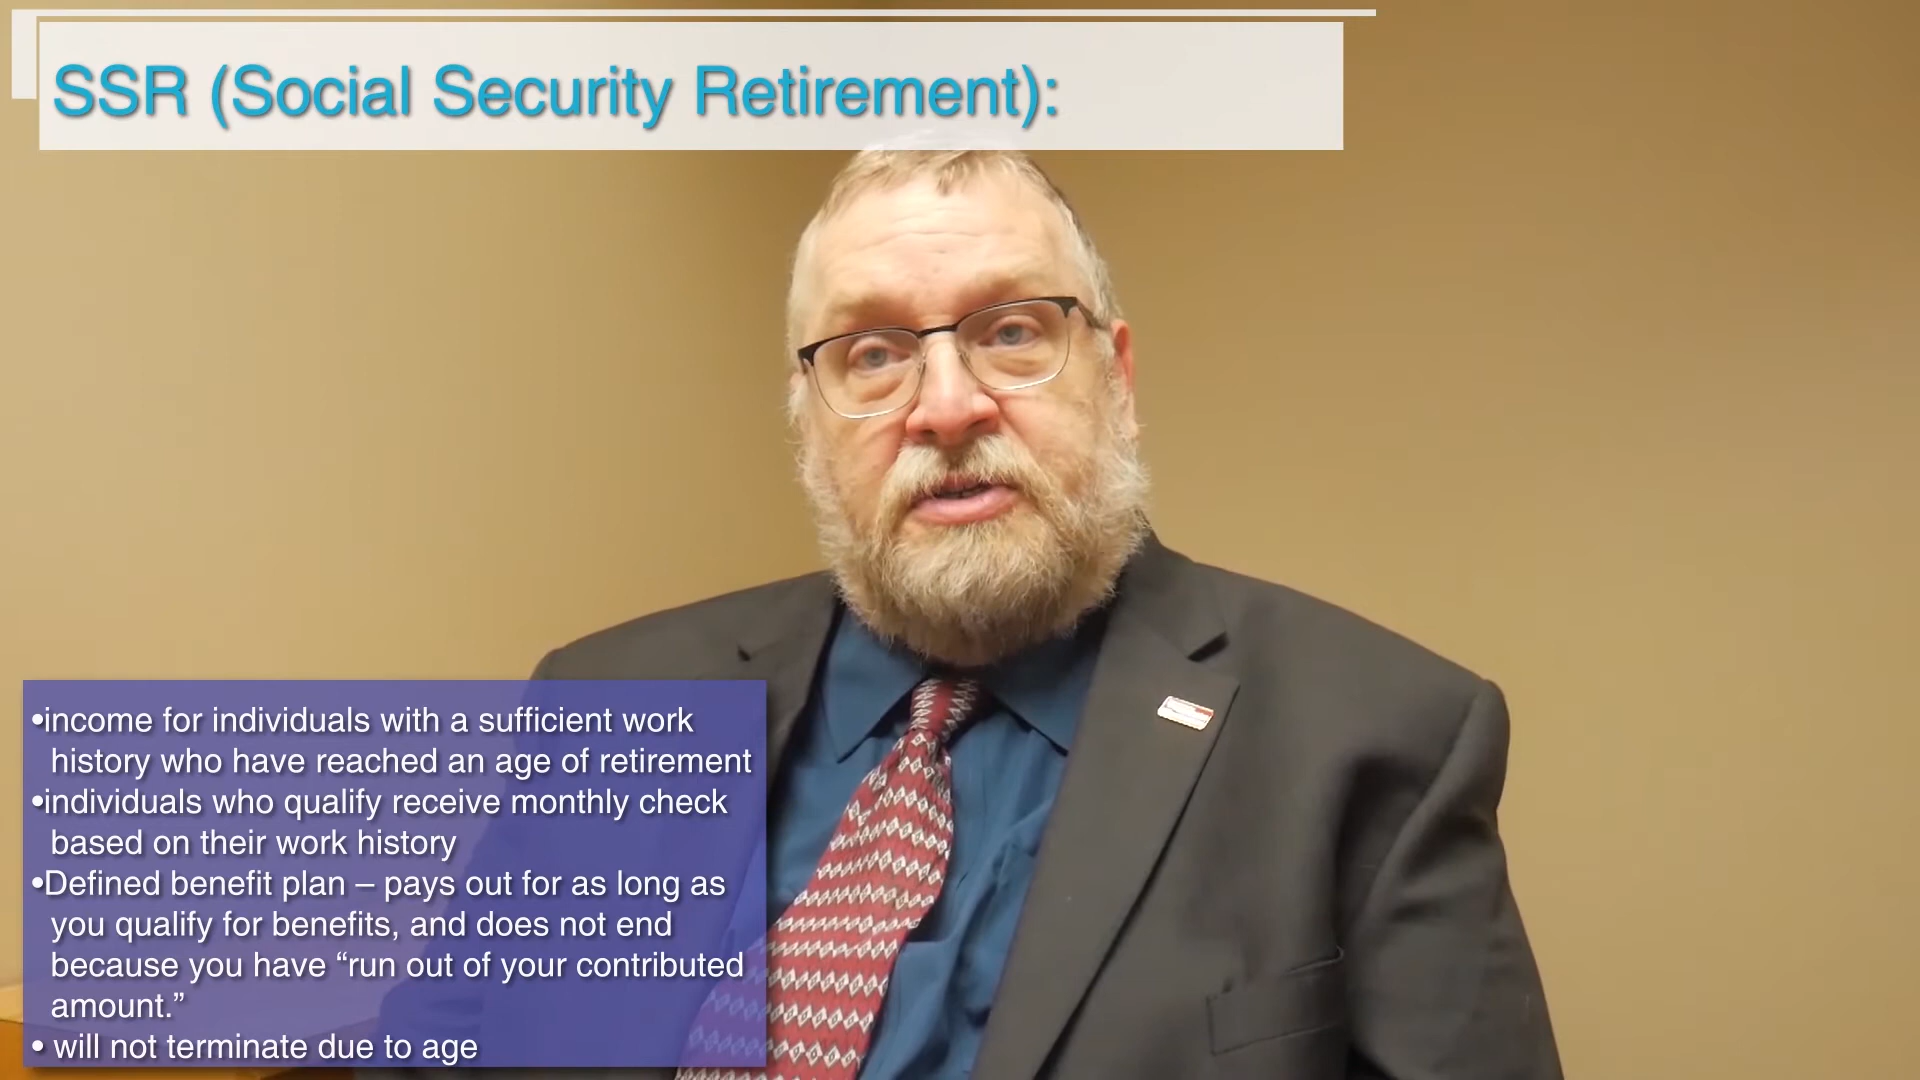 SSR (Social Security Retirement):
•income for individuals with a sufficient work
history who have reached an age of retirement
•individuals who qualify receive monthly check
based on their work history
•Defined benefit plan – pays out for as long as
you qualify for benefits, and does not end
because you have “run out of your contributed
amount.”
• will not terminate due to age